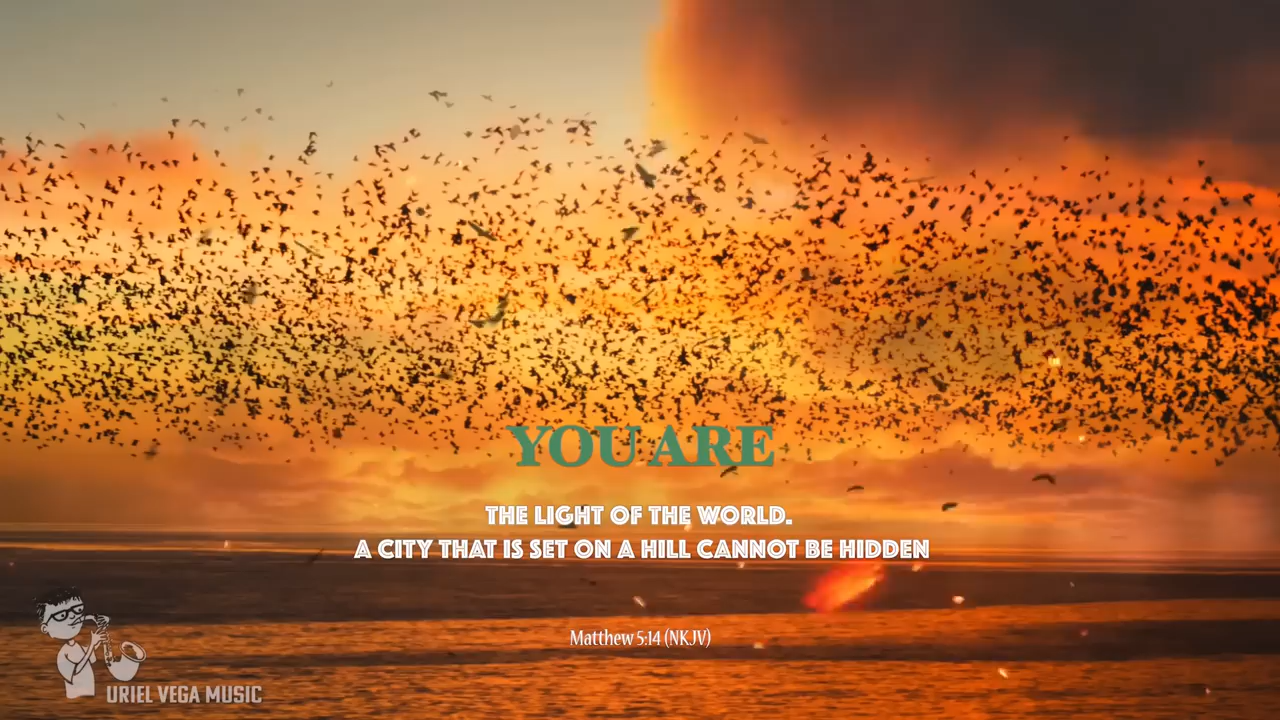 YOU ARE
THE LIGHT OF THE WORLD.
A CITY THAT IS SET ON A HILL CANNOT BE HIDDEN
Matthew 5:14 (NKJV)
URIEL VEGA MUSIC